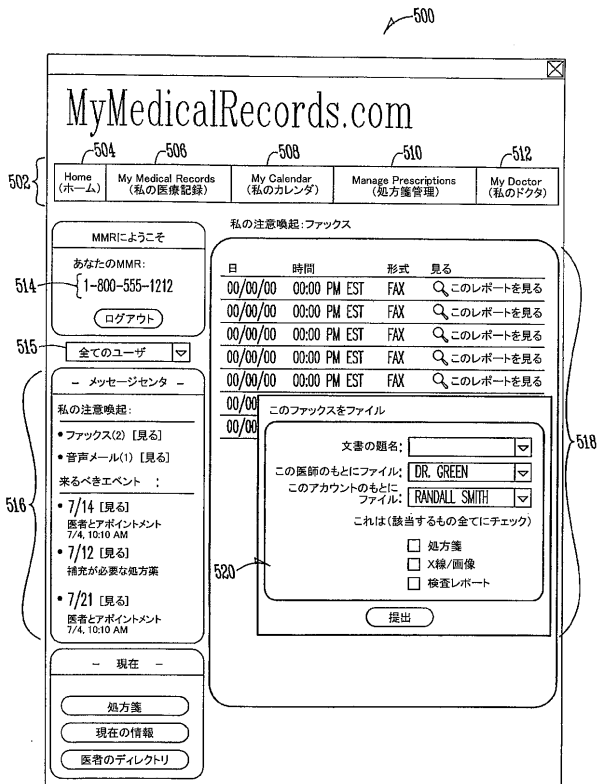 500
MyMedicalRecords.com
504
506
508
510
512
502
Home
(ホーム)
My Medical Records
(私の医療記録)
My Calendar
(私のカレンダ)
Manage Prescriptions
(処方箋管理)
My Doctor
(私のドクタ)
MMRにようこそ
あなたのMMR:
514
1-800-555-1212
ログアウト
515
全てのユーザ
516
- メッセージセンタ -
私の注意喚起:
• ファックス(2) [見る]
• 音声メール(1) [見る]
来るべきエベント :
• 7/14 [見る]
医者とアポイントメント
7/4, 10:10 AM
• 7/12 [見る]
補充が必要な処方薬
• 7/21 [見る]
医者とアポイントメント
7/4, 10:10 AM
- 現在 -
処方箋
現在の情報
医者のディレクトリ
私の注意喚起:ファックス
日 時間 形式 見る
00/00/00 00:00 PM EST FAX このレポートを見る
00/00/00 00:00 PM EST FAX このレポートを見る
00/00/00 00:00 PM EST FAX このレポートを見る
00/00/00 00:00 PM EST FAX このレポートを見る
00/00/00 00:00 PM EST FAX このレポートを見る
00/00
00/00
518
このファックスをファイル
文書の題名:
この医師のもとにファイル: DR. GREEN
このアカウントのもとに
ファイル: RANDALL SMITH
これは(該当するもの全てにチェック)
520
処方箋
X線/画像
検査レポート
提出